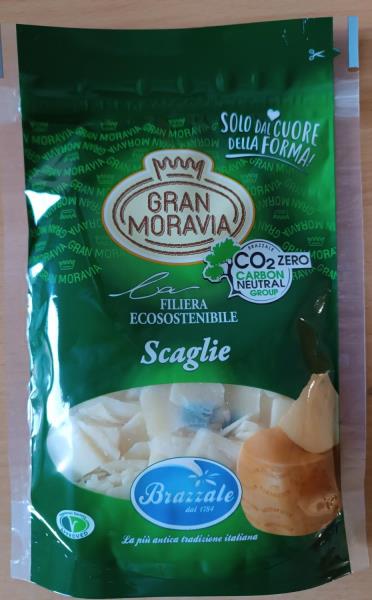 SOLO DAL CUORE
DELLA FORMA!
GRAN
MORAVIA
BRAZZALE
CO2 ZERO
CARBON
NEUTRAL
GROUP
La
FILIERA
ECOSOSTENIBILE
Scaglie
Brazzale
dal 1784
La più antica tradizione italiana